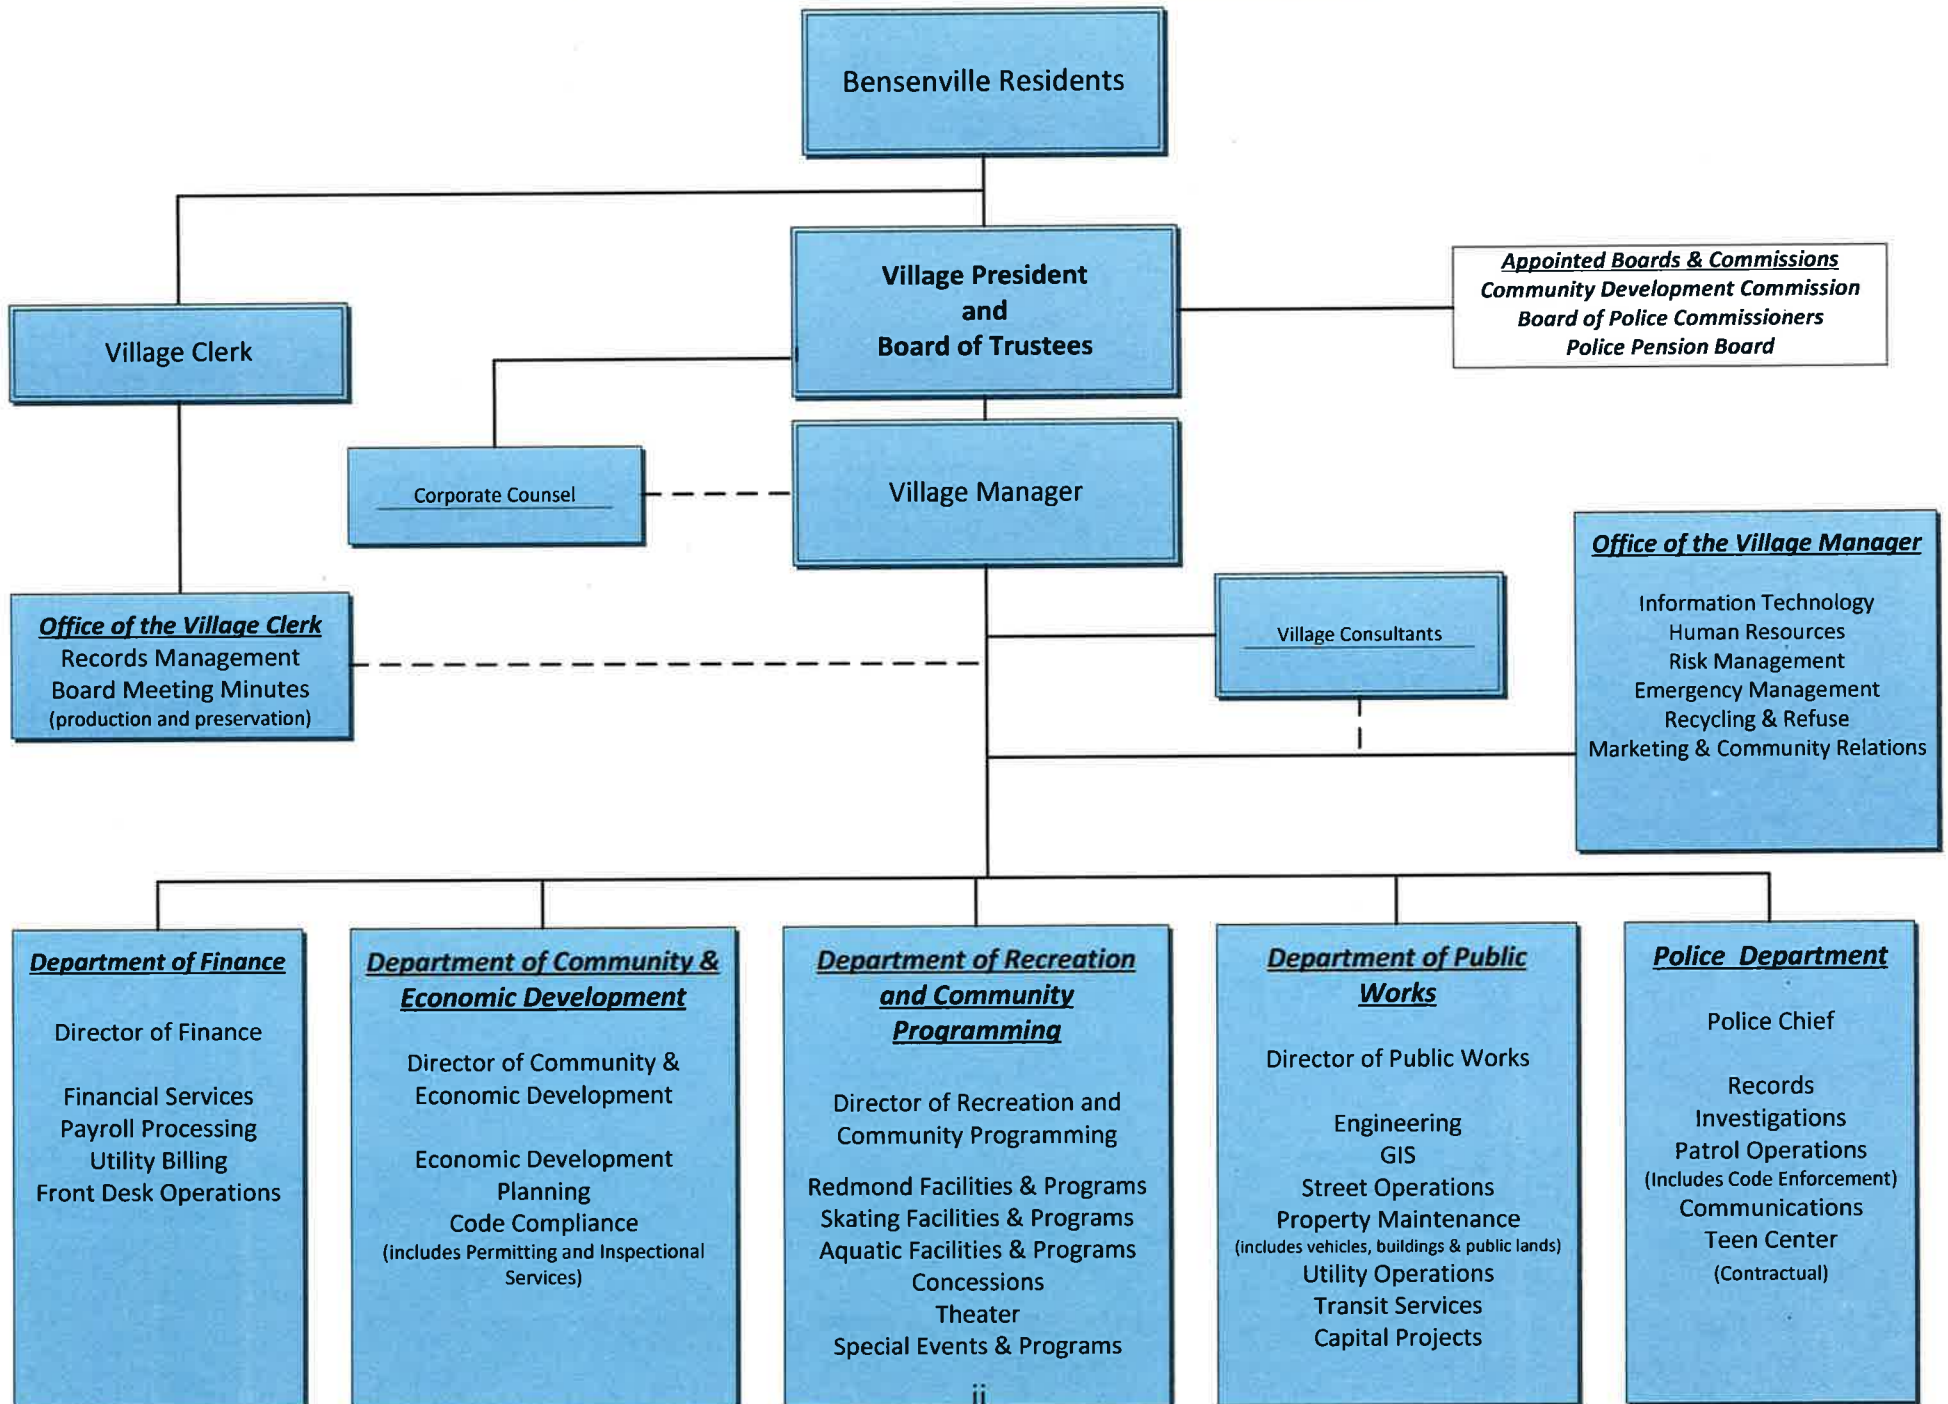 Bensenville Residents
Village President
and
Board of Trustees
Appointed Boards & Commissions
Community Development Commission
Board of Police Commissioners
Police Pension Board
Village Clerk
Corporate Counsel
Village Manager
Office of the Village Manager
Information Technology
Human Resources
Risk Management
Emergency Management
Recycling & Refuse
Marketing & Community Relations
Office of the Village Clerk
Records Management
Board Meeting Minutes
(production and preservation)
Village Consultants
Department of Finance
Director of Finance
Financial Services
Payroll Processing
Utility Billing
Front Desk Operations
Department of Community &
Economic Development
Director of Community &
Economic Development
Economic Development
Planning
Code Compliance
(includes Permitting and Inspectional
Services)
Department of Recreation
and Community
Programming
Director of Recreation and
Community Programming
Redmond Facilities & Programs
Skating Facilities & Programs
Aquatic Facilities & Programs
Concessions
Theater
Special Events & Programs
Department of Public
Works
Director of Public Works
Engineering
GIS
Street Operations
Property Maintenance
(includes vehicles, buildings & public lands)
Utility Operations
Transit Services
Capital Projects
Police Department
Police Chief
Records
Investigations
Patrol Operations
(Includes Code Enforcement)
Communications
Teen Center
(Contractual)
ii